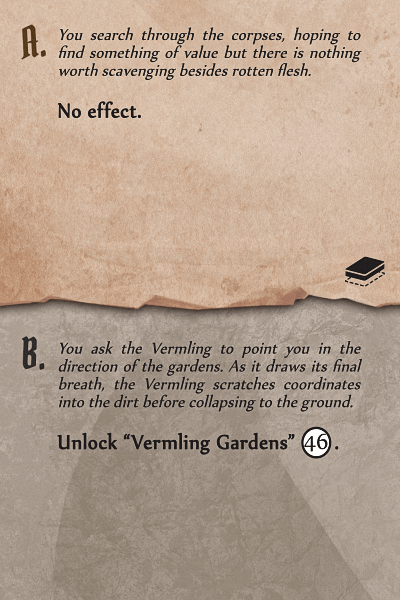 A. You search through the corpses, hoping to
find something of value but there is nothing
worth scavenging besides rotten flesh.
No effect.
B. You ask the Vermling to point you in the
direction of the gardens. As it draws its final
breath, the Vermling scratches coordinates
into the dirt before collapsing to the ground.
Unlock “Vermling Gardens” 46.